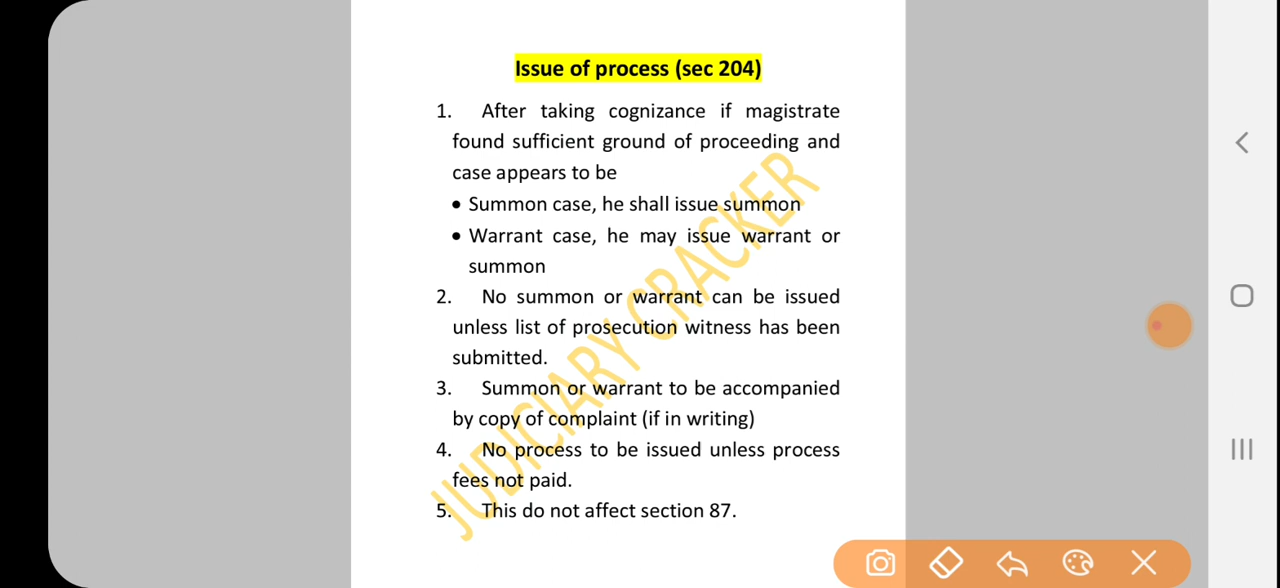 Issue of process (sec 204)
1. After taking cognizance if magistrate
found sufficient ground of proceeding and
case appears to be
• Summon case, he shall issue summon
• Warrant case, he may issue warrant or
summon
2. No summon or warrant can be issued
unless list of prosecution witness has been
submitted.
3. Summon or warrant to be accompanied
by copy of complaint (if in writing)
4. No process to be issued unless process
fees not paid.
5. This do not affect section 87.
JUDICIARY CRACKER